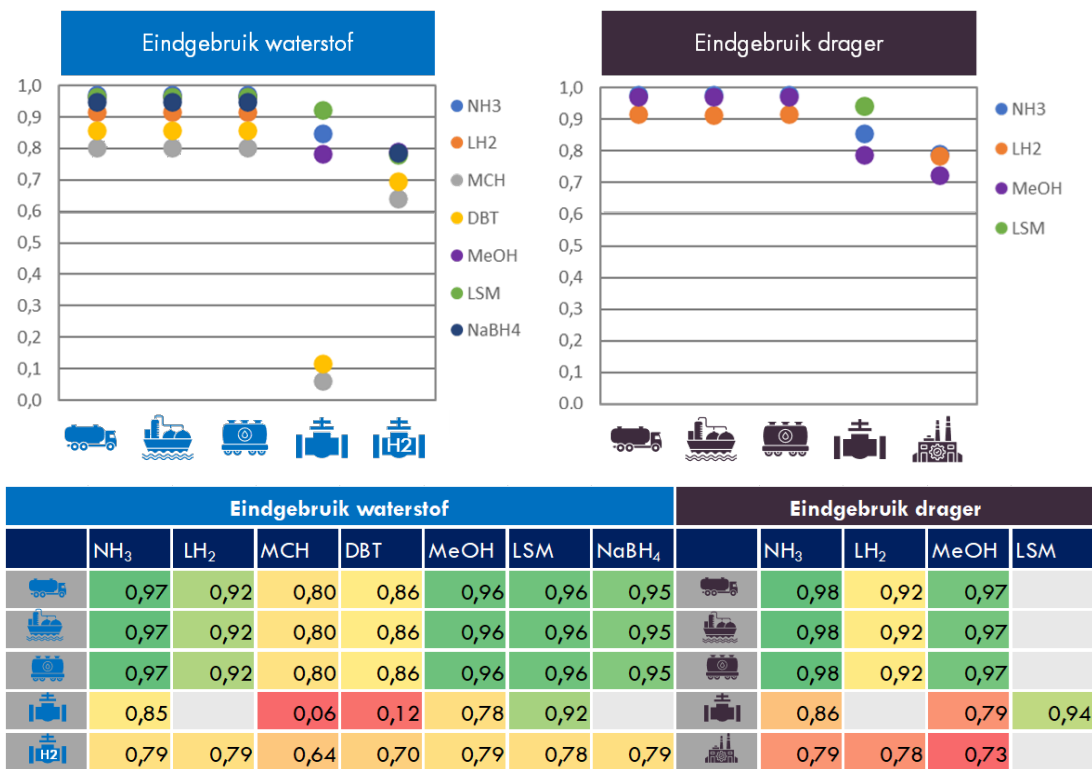 Eindgebruik waterstof
1,0
0,9
0,8
0,7
0,6
0,5
0,4
0,3
0,2
0,1
0,0
NH3
LH2
MCH
DBT
MeOH
LSM
NaBH4
H2
Eindgebruik drager
1,0
0,9
0,8
0,7
0,6
0,5
0,4
0,3
0,2
0,1
0,0
NH3
LH2
MeOH
LSM
Eindgebruik waterstof Eindgebruik drager
NH₃ LH₂ MCH DBT MeOH LSM NaBH₄ NH₃ LH₂ MeOH LSM
0,97 0,92 0,80 0,86 0,96 0,96 0,95 0,98 0,92 0,97
0,97 0,92 0,80 0,86 0,96 0,96 0,95 0,98 0,92 0,97
0,97 0,92 0,80 0,86 0,96 0,96 0,95 0,98 0,92 0,97
0,85 0,06 0,12 0,78 0,92 0,86 0,79 0,94
H2 0,79 0,79 0,64 0,70 0,79 0,78 0,79 0,79 0,78 0,73